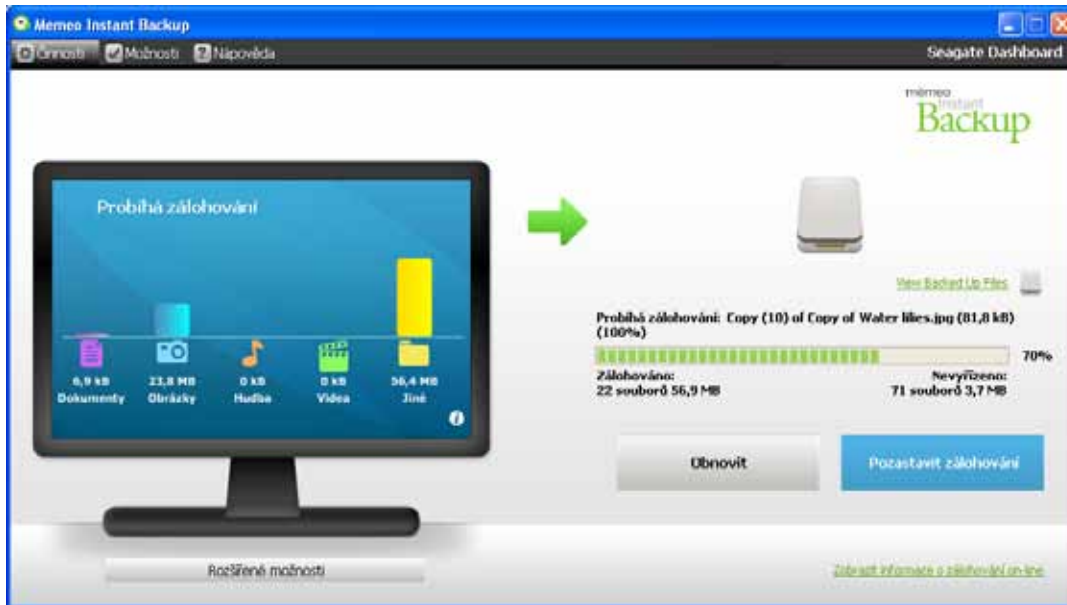 Memeo Instant Backup
Činnosti Možnosti Nápověda
Seagate Dashboard
memeo
instant
Backup
Probíhá zálohování
6,9 kB 23,8 MB 0 kB 0 kB 56,4 MB
Dokumenty Obrázky Hudba Videa Jiné
View Backed Up Files
Probíhá zálohování: Copy (10) of Copy of Water lilies.jpg (81,8 kB)
(100%)
70%
Zálohováno: Nevyřízeno:
22 souborů 56,9 MB 71 souborů 3,7 MB
Obnovit
Pozastavit zálohování
Rozšířené možnosti
Zobrazit informace o zálohování on-line